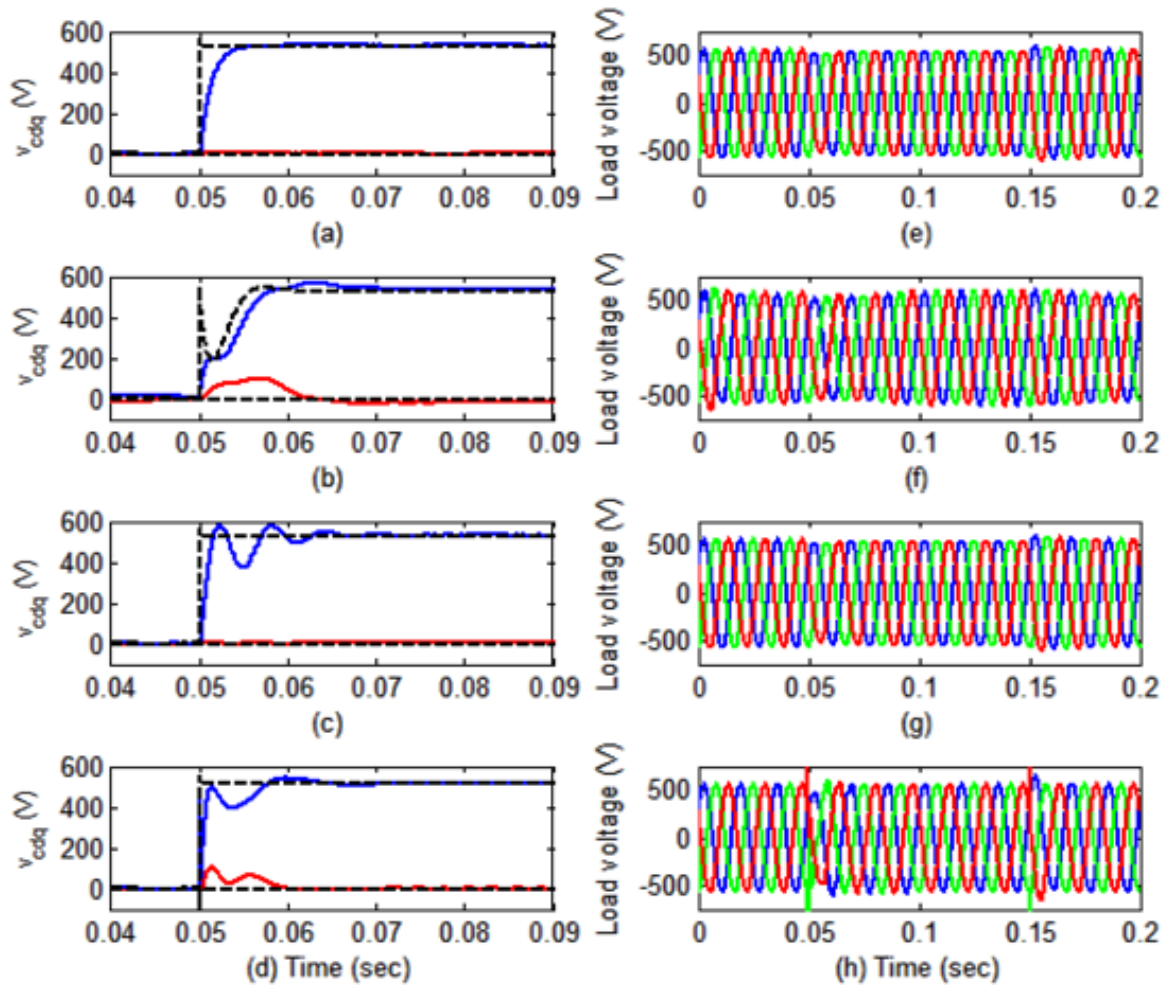 600
400
200
0
v_cdq (V)
0.04 0.05 0.06 0.07 0.08 0.09
(a)
500
0
-500
Load voltage (V)
0 0.05 0.1 0.15 0.2
(e)
600
400
200
0
v_cdq (V)
0.04 0.05 0.06 0.07 0.08 0.09
(b)
500
0
-500
Load voltage (V)
0 0.05 0.1 0.15 0.2
(f)
600
400
200
0
v_cdq (V)
0.04 0.05 0.06 0.07 0.08 0.09
(c)
500
0
-500
Load voltage (V)
0 0.05 0.1 0.15 0.2
(g)
600
400
200
0
v_cdq (V)
0.04 0.05 0.06 0.07 0.08 0.09
(d) Time (sec)
500
0
-500
Load voltage (V)
0 0.05 0.1 0.15 0.2
(h) Time (sec)